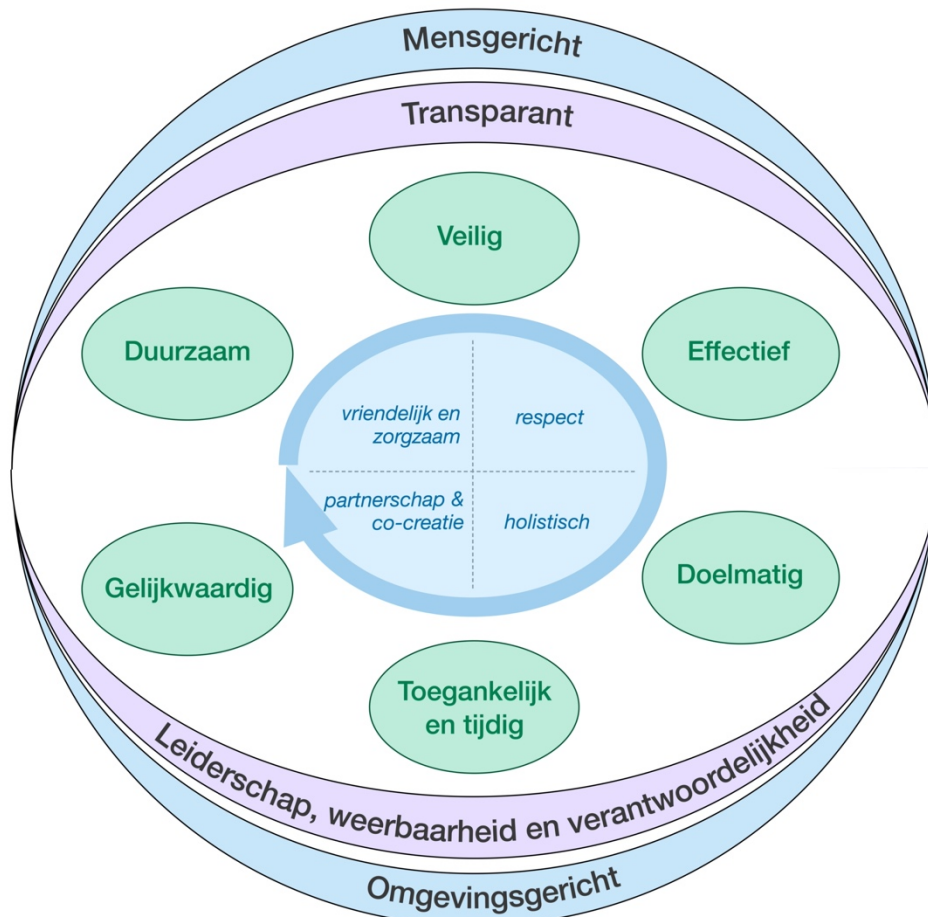 Mensgericht
Transparant
Veilig
Duurzaam
Effectief
vriendelijk en
zorgzaam
respect
partnerschap &
co-creatie
holistisch
Gelijkwaardig
Doelmatig
Toegankelijk
en tijdig
Leiderschap, weerbaarheid en verantwoordelijkheid
Omgevingsgericht